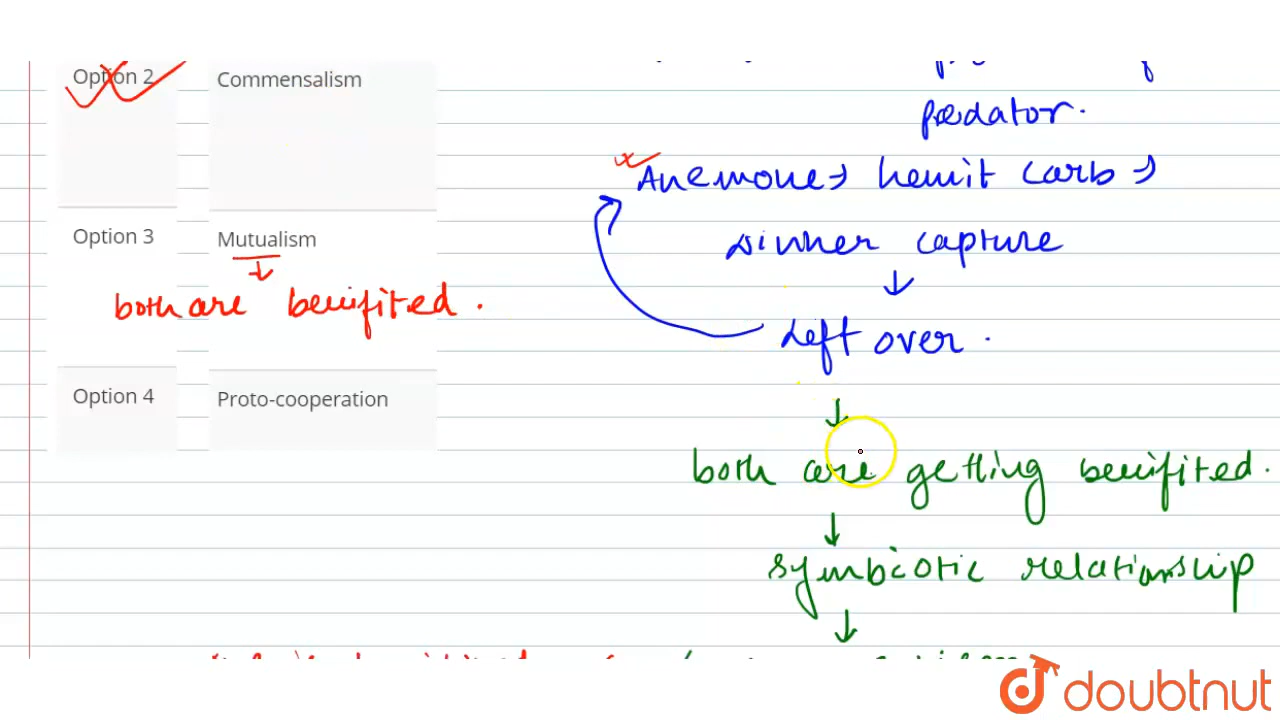 Option 2 Commensalism
predator.
Anemone → hemit carb →
Dinner capture
Option 3 Mutualism
↓
↓
both are benifited.
Left over.
Option 4 Proto-cooperation
↓
both are getting benifited.
↓
symbiotic relationship
↓
doubtnut